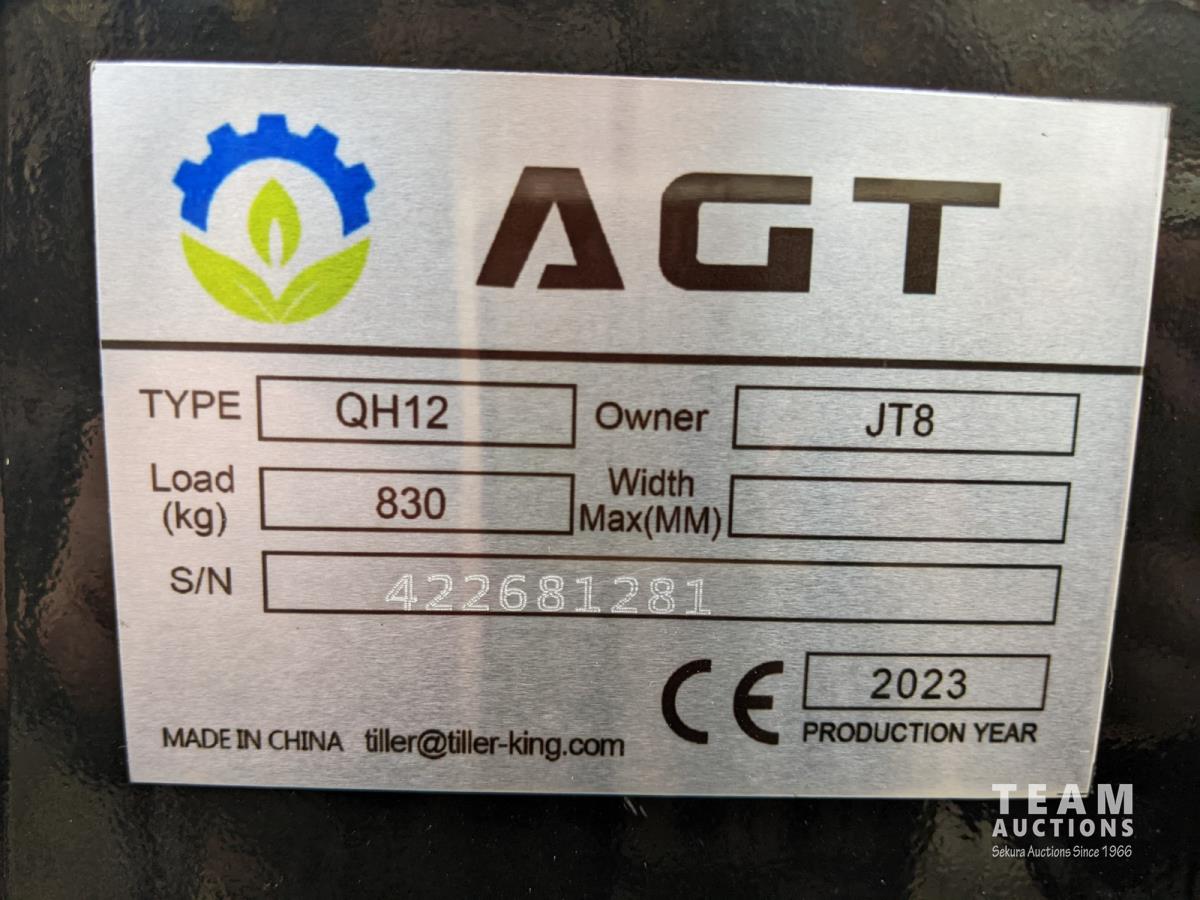 AGT
TYPE QH12 Owner JT8
Load (kg) 830 Width Max(MM)
S/N 422681281
CE 2023
PRODUCTION YEAR
MADE IN CHINA tiller@tiller-king.com
TEAM
AUCTIONS
Sekura Auctions Since 1966